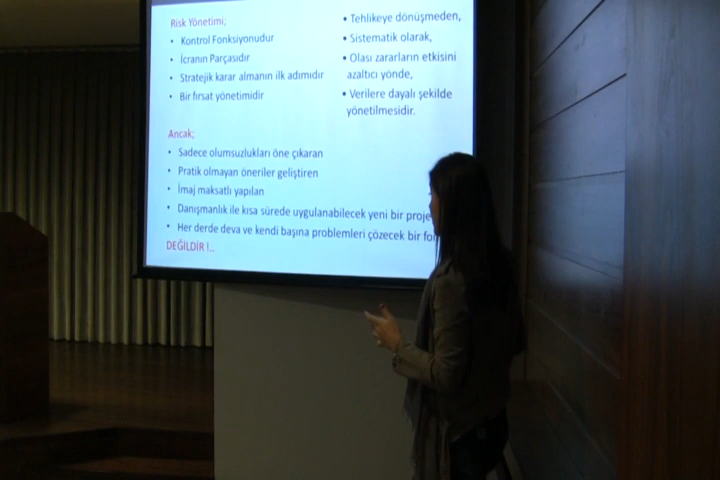 Risk Yönetimi;
• Kontrol Fonksiyonudur
• İcranın Parçasıdır
• Stratejik karar almanın ilk adımıdır
• Bir fırsat yönetimidir
• Tehlikeye dönüşmeden,
• Sistematik olarak,
• Olası zararların etkisini
azaltıcı yönde,
• Verilere dayalı şekilde
yönetilmesidir.
Ancak;
• Sadece olumsuzlukları öne çıkaran
• Pratik olmayan öneriler geliştiren
• İmaj maksatlı yapılan
• Danışmanlık ile kısa sürede uygulanabilecek yeni bir proje
• Her derde deva ve kendi başına problemleri çözecek bir
DEĞİLDİR !..